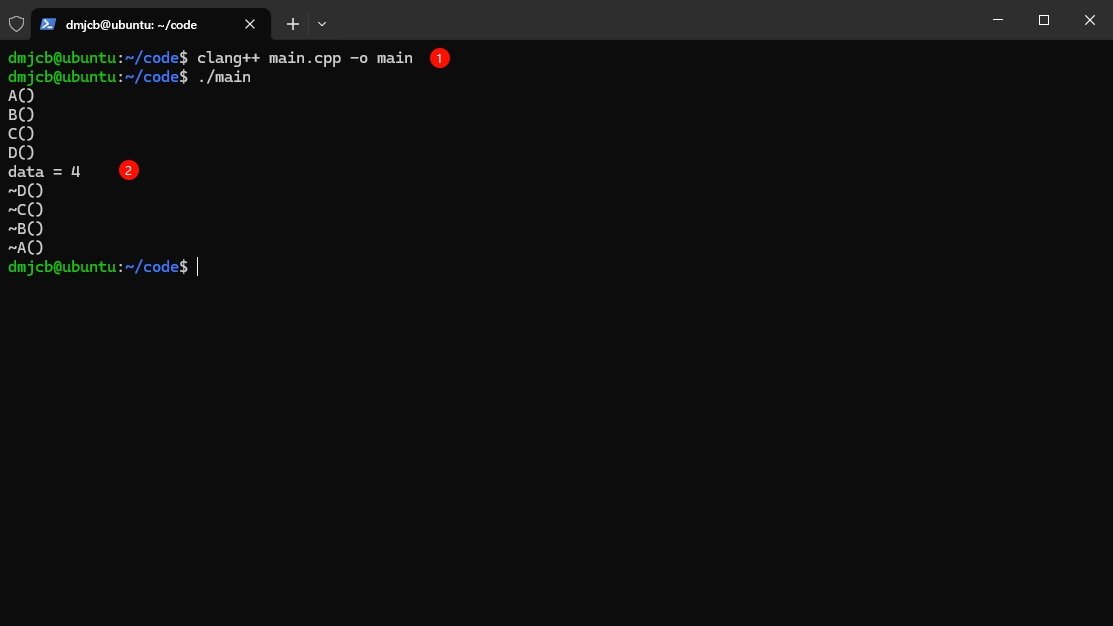 dmjcb@ubuntu: ~/code
dmjcb@ubuntu:~/code$ clang++ main.cpp -o main 1
dmjcb@ubuntu:~/code$ ./main
A()
B()
C()
D()
data = 4 2
~D()
~C()
~B()
~A()
dmjcb@ubuntu:~/code$